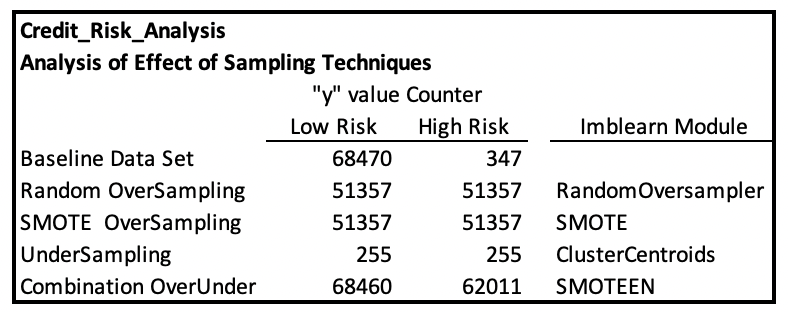 Credit_Risk_Analysis
Analysis of Effect of Sampling Techniques
"y" value Counter
Low Risk High Risk Imblearn Module
Baseline Data Set 68470 347
Random OverSampling 51357 51357 RandomOversampler
SMOTE OverSampling 51357 51357 SMOTE
UnderSampling 255 255 ClusterCentroids
Combination OverUnder 68460 62011 SMOTEEN